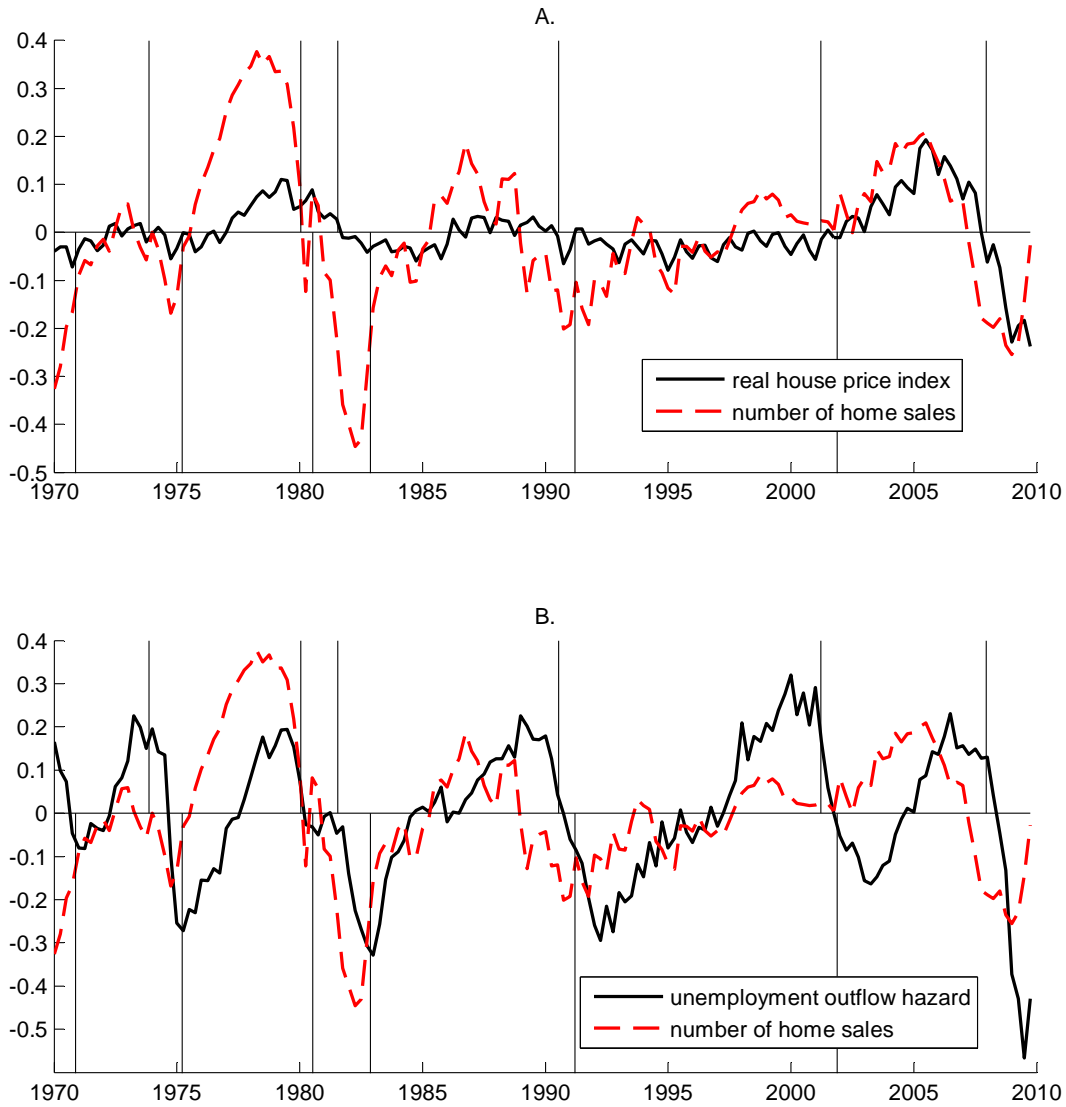 A.
0.4
0.3
0.2
0.1
0
-0.1
-0.2
-0.3
-0.4
-0.5
real house price index
number of home sales
1970 1975 1980 1985 1990 1995 2000 2005 2010
B.
0.4
0.3
0.2
0.1
0
-0.1
-0.2
-0.3
-0.4
-0.5
unemployment outflow hazard
number of home sales
1970 1975 1980 1985 1990 1995 2000 2005 2010